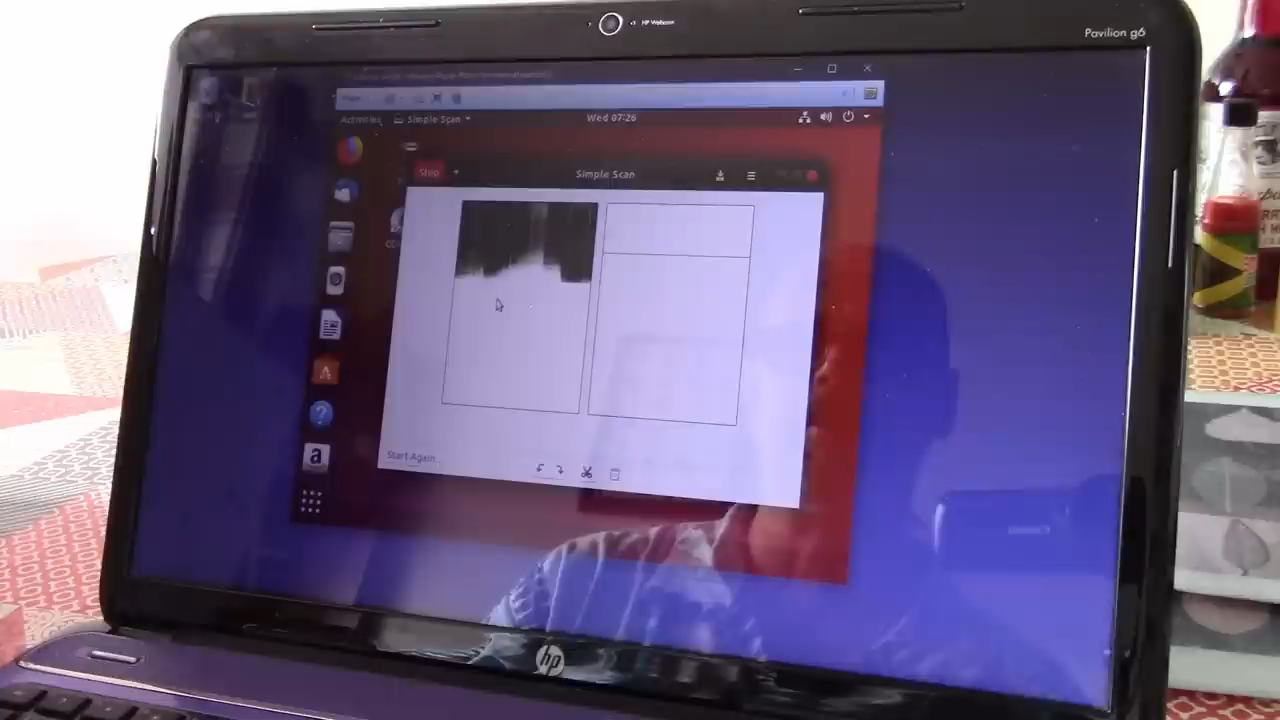 HP Webcam
Pavilion g6
Activities
Simple Scan
Wed 07:26
Stop
Simple Scan
a
Start Again...
hp